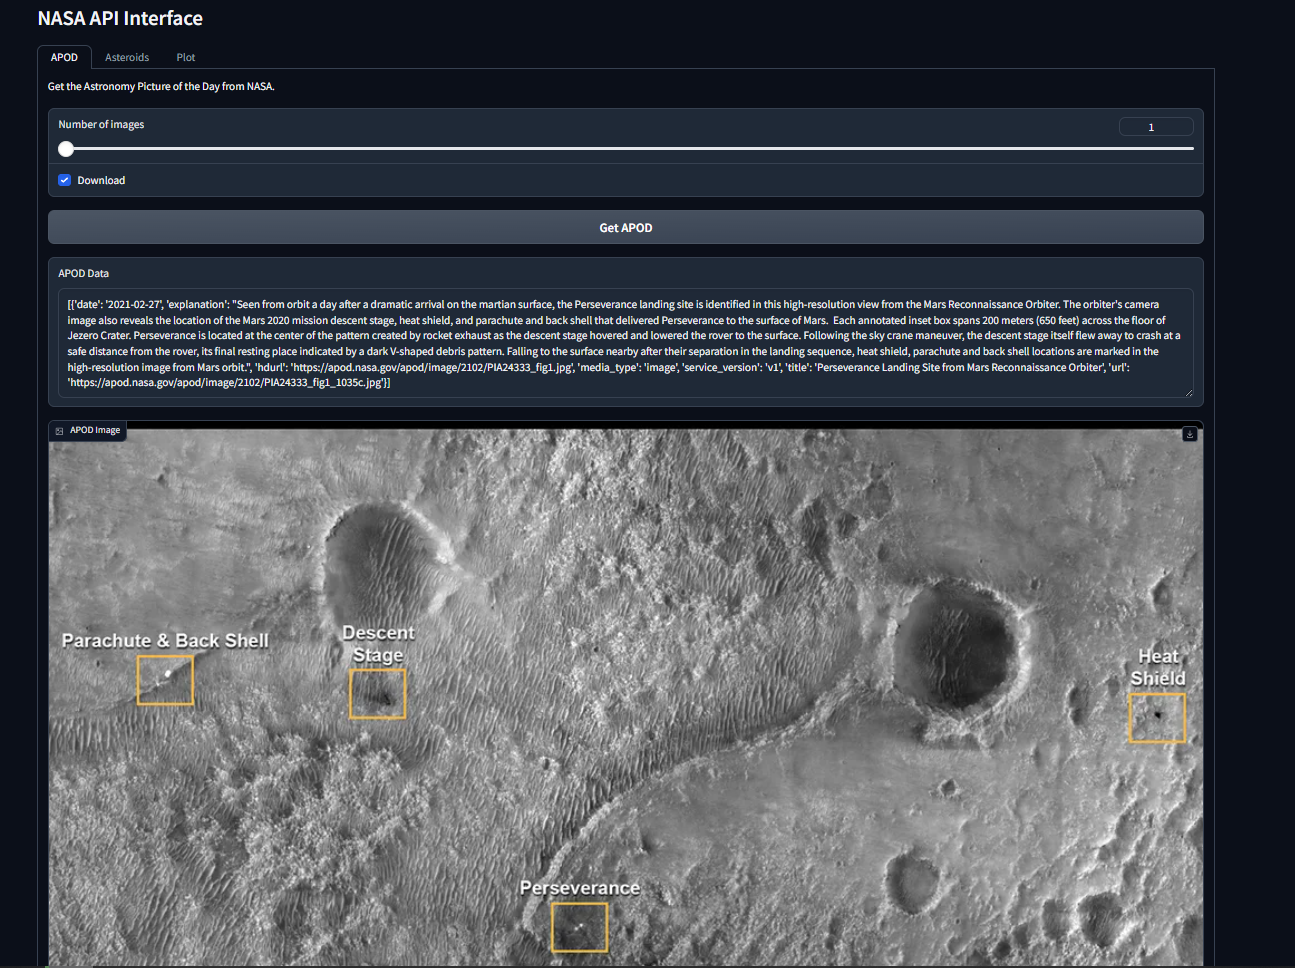 NASA API Interface
APOD
Asteroids
Plot
Get the Astronomy Picture of the Day from NASA.
Number of images
1
Download
Get APOD
APOD Data
[{'date': '2021-02-27', 'explanation': "Seen from orbit a day after a dramatic arrival on the martian surface, the Perseverance landing site is identified in this high-resolution view from the Mars Reconnaissance Orbiter. The orbiter's camera
image also reveals the location of the Mars 2020 mission descent stage, heat shield, and parachute and back shell that delivered Perseverance to the surface of Mars.  Each annotated inset box spans 200 meters (650 feet) across the floor of
Jezero Crater. Perseverance is located at the center of the pattern created by rocket exhaust as the descent stage hovered and lowered the rover to the surface. Following the sky crane maneuver, the descent stage itself flew away to crash at a
safe distance from the rover, its final resting place indicated by a dark V-shaped debris pattern. Falling to the surface nearby after their separation in the landing sequence, heat shield, parachute and back shell locations are marked in the
high-resolution image from Mars orbit.", 'hdurl': 'https://apod.nasa.gov/apod/image/2102/PIA24333_fig1.jpg', 'media_type': 'image', 'service_version': 'v1', 'title': 'Perseverance Landing Site from Mars Reconnaissance Orbiter', 'url':
'https://apod.nasa.gov/apod/image/2102/PIA24333_fig1_1035c.jpg'}]
APOD Image
Parachute & Back Shell
Descent
Stage
Heat
Shield
Perseverance